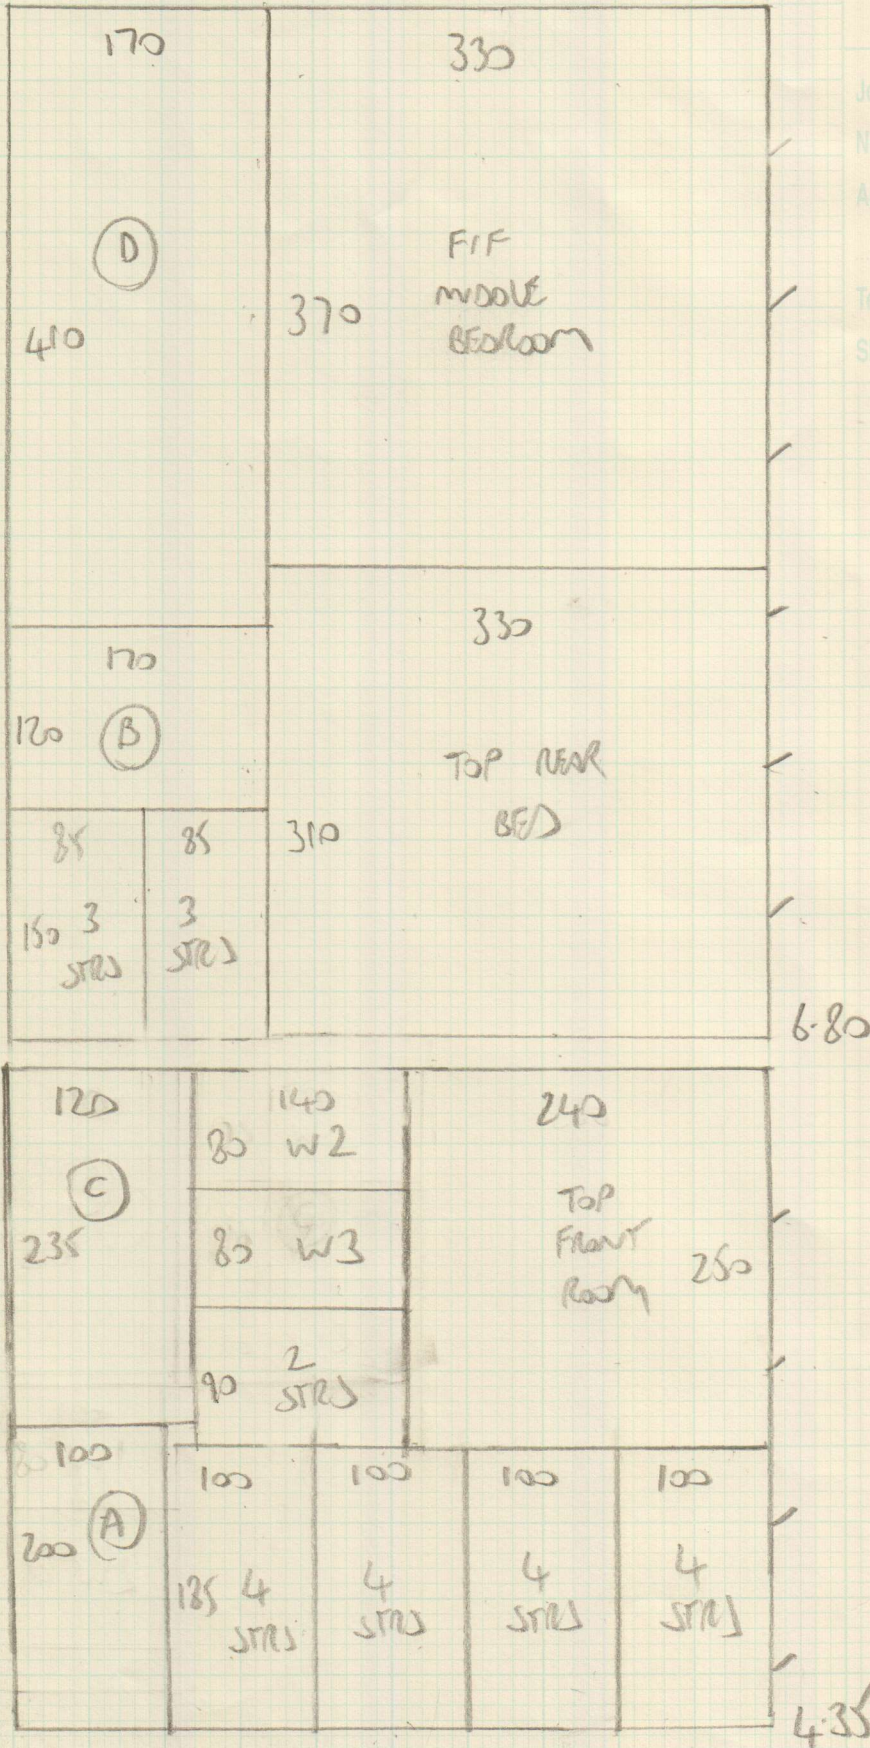 170
330
D
F/F
MIDDLE
BEDROOM
370
410
330
170
120
B
TOP REAR
BED
85
85
310
150 3
STRS
3
STRS
6.80
120
140
240
80 W2
C
TOP
FRONT
ROOM
235
80 W3
250
90
2
STRS
100
100
100
100
100
A
200
185 4
STRS
4
STRS
4
STRS
4
STRS
4.35